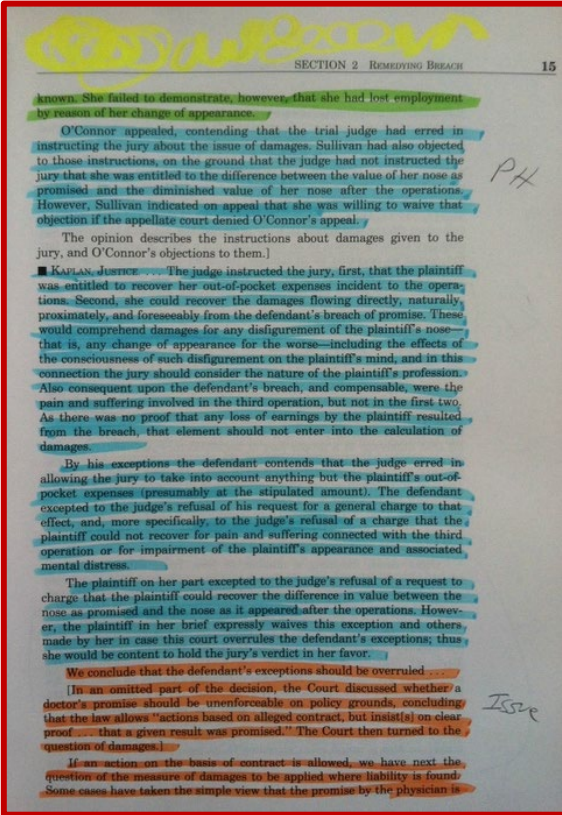 SECTION 2 REMEDYING BREACH 15
known. She failed to demonstrate, however, that she had lost employment
by reason of her change of appearance.
O'Connor appealed, contending that the trial judge had erred in
instructing the jury about the issue of damages. Sullivan had also objected
to those instructions, on the ground that the judge had not instructed the
jury that she was entitled to the difference between the value of her nose as
promised and the diminished value of her nose after the operations.
However, Sullivan indicated on appeal that she was willing to waive that
objection if the appellate court denied O'Connor's appeal.
PH
The opinion describes the instructions about damages given to the
jury, and O'Connor's objections to them.]
■ KAPLAN, JUSTICE .... The judge instructed the jury, first, that the plaintiff
was entitled to recover her out-of-pocket expenses incident to the opera-
tions. Second, she could recover the damages flowing directly, naturally,
proximately, and foreseeably from the defendant's breach of promise. These
would comprehend damages for any disfigurement of the plaintiff's nose—
that is, any change of appearance for the worse—including the effects of
the consciousness of such disfigurement on the plaintiff's mind, and in this
connection the jury should consider the nature of the plaintiff's profession.
Also consequent upon the defendant's breach, and compensable, were the
pain and suffering involved in the third operation, but not in the first two.
As there was no proof that any loss of earnings by the plaintiff resulted
from the breach, that element should not enter into the calculation of
damages.
By his exceptions the defendant contends that the judge erred in
allowing the jury to take into account anything but the plaintiff's out-of-
pocket expenses (presumably at the stipulated amount). The defendant
excepted to the judge's refusal of his request for a general charge to that
effect, and, more specifically, to the judge's refusal of a charge that the
plaintiff could not recover for pain and suffering connected with the third
operation or for impairment of the plaintiff's appearance and associated
mental distress.
The plaintiff on her part excepted to the judge's refusal of a request to
charge that the plaintiff could recover the difference in value between the
nose as promised and the nose as it appeared after the operations. Howev-
er, the plaintiff in her brief expressly waives this exception and others
made by her in case this court overrules the defendant's exceptions; thus
she would be content to hold the jury's verdict in her favor.
We conclude that the defendant's exceptions should be overruled ...
[In an omitted part of the decision, the Court discussed whether a
doctor's promise should be unenforceable on policy grounds, concluding
that the law allows "actions based on alleged contract, but insist[s] on clear
proof .... that a given result was promised." The Court then turned to the
question of damages.]
Issue
If an action on the basis of contract is allowed, we have next the
question of the measure of damages to be applied where liability is found.
Some cases have taken the simple view that the promise by the physician is